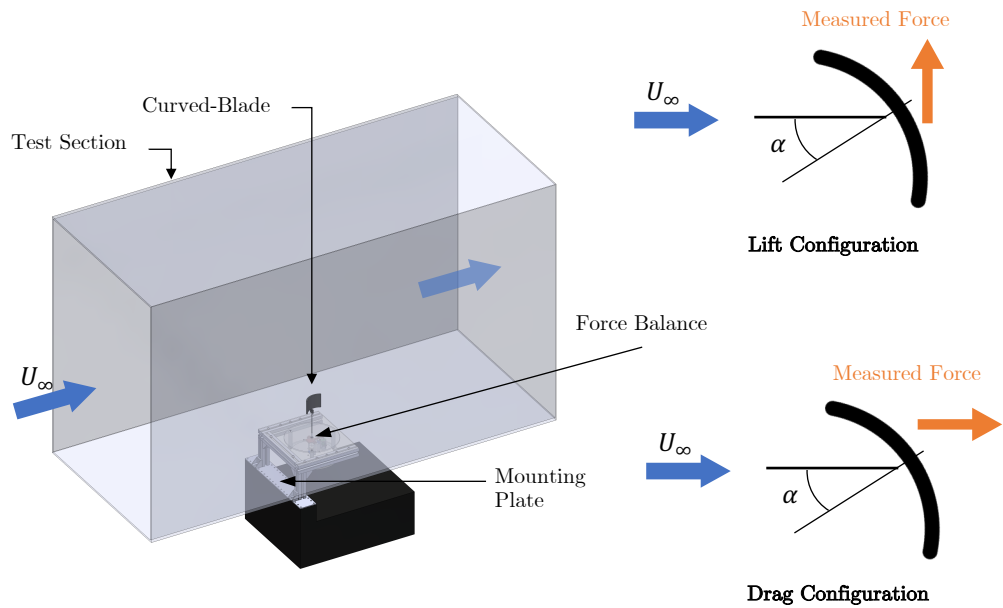 Curved-Blade
Test Section
U∞
Force Balance
Mounting
Plate
Measured Force
U∞
α
Lift Configuration
Measured Force
U∞
α
Drag Configuration